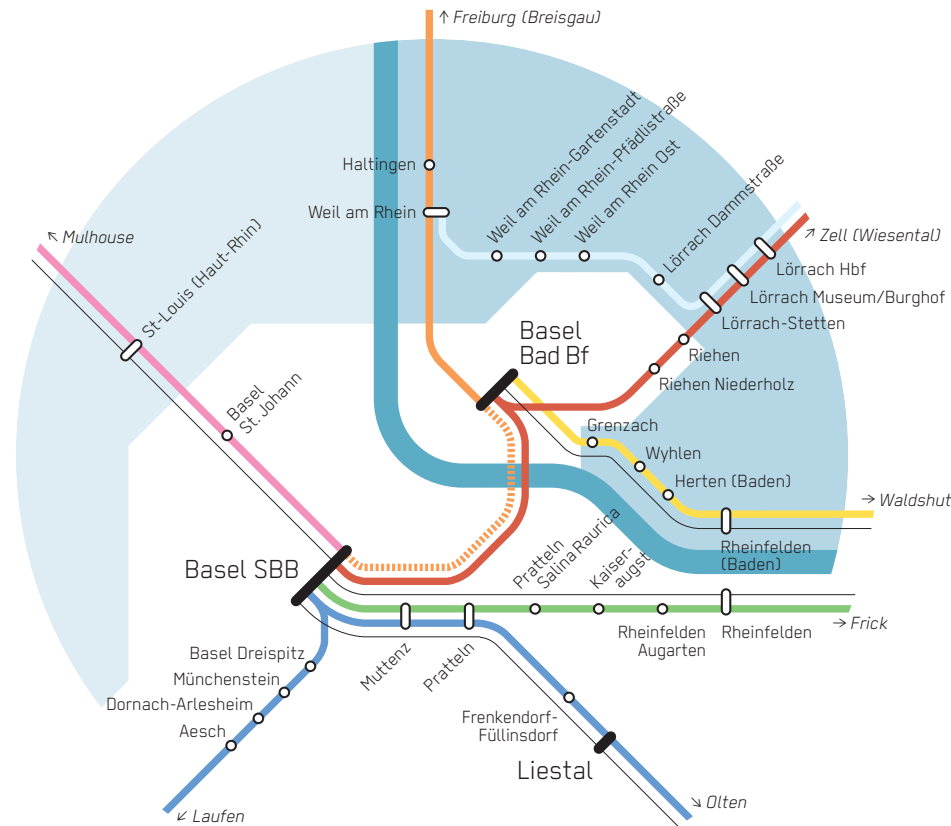 ↑ Freiburg (Breisgau)
Haltingen
Weil am Rhein
Weil am Rhein-Gartenstadt
Weil am Rhein-Pfädlistraße
Weil am Rhein Ost
Lörrach Dammstraße
↗ Zell (Wiesental)
Lörrach Hbf
Lörrach Museum/Burghof
Lörrach-Stetten
Riehen
Riehen Niederholz
↖ Mulhouse
St-Louis (Haut-Rhin)
Basel
St. Johann
Basel
Bad Bf
Grenzach
Wyhlen
Herten (Baden)
→ Waldshut
Rheinfelden
(Baden)
Basel SBB
Pratteln
Salina Raurica
Kaiser-
augst
Rheinfelden
Augarten
Rheinfelden
→ Frick
Muttenz
Pratteln
Basel Dreispitz
Münchenstein
Dornach-Arlesheim
Aesch
↙ Laufen
Frenkendorf-
Füllinsdorf
Liestal
↘ Olten